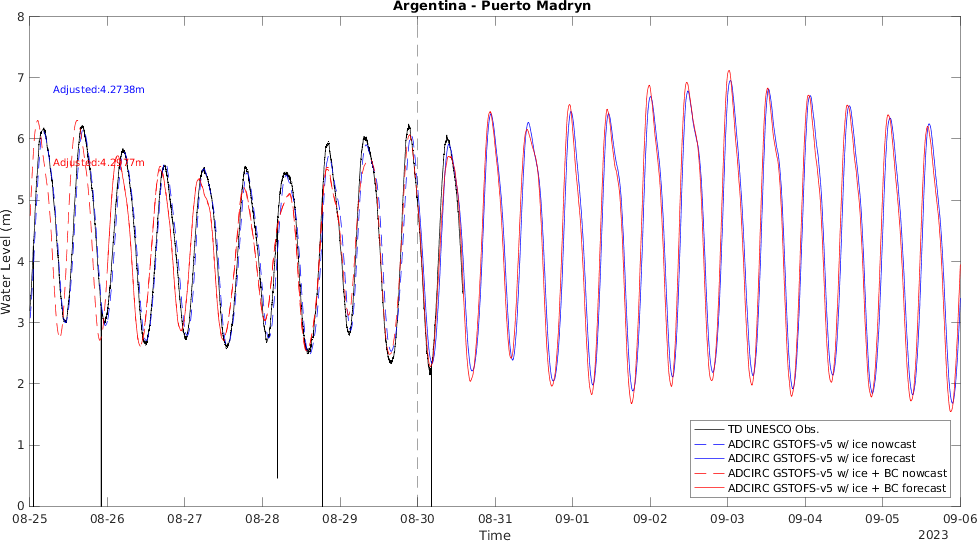 Argentina - Puerto Madryn
8
7
6
5
4
3
2
1
0
Water Level (m)
Adjusted:4.2738m
Adjusted:4.2977m
TD UNESCO Obs.
ADCIRC GSTOFS-v5 w/ ice nowcast
ADCIRC GSTOFS-v5 w/ ice forecast
ADCIRC GSTOFS-v5 w/ ice + BC nowcast
ADCIRC GSTOFS-v5 w/ ice + BC forecast
08-25 08-26 08-27 08-28 08-29 08-30 08-31 09-01 09-02 09-03 09-04 09-05 09-06
Time
2023